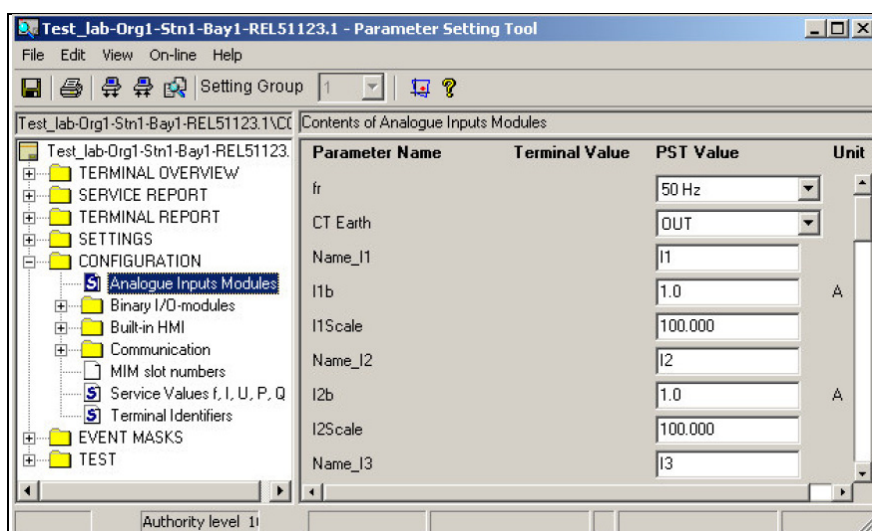 Test_lab-Org1-Stn1-Bay1-REL51123.1 - Parameter Setting Tool
File Edit View On-line Help
Setting Group 1
Test_lab-Org1-Stn1-Bay1-REL51123.1\C
Contents of Analogue Inputs Modules
Test_lab-Org1-Stn1-Bay1-REL51123.
TERMINAL OVERVIEW
SERVICE REPORT
TERMINAL REPORT
SETTINGS
CONFIGURATION
Analogue Inputs Modules
Binary I/O-modules
Built-in HMI
Communication
MIM slot numbers
Service Values f, I, U, P, Q
Terminal Identifiers
EVENT MASKS
TEST
Parameter Name Terminal Value PST Value Unit
fr 50 Hz
CT Earth OUT
Name_I1 I1
I1b 1.0 A
I1Scale 100.000
Name_I2 I2
I2b 1.0 A
I2Scale 100.000
Name_I3 I3
Authority level 1